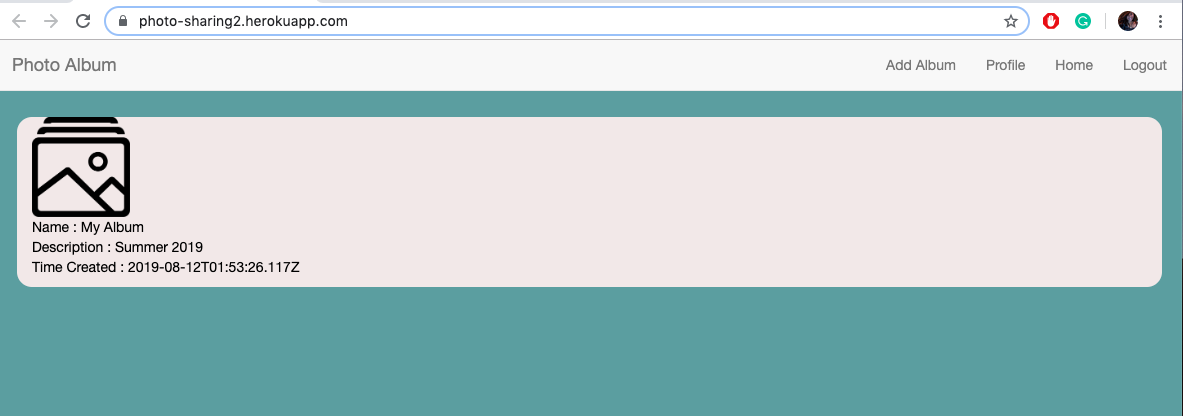 photo-sharing2.herokuapp.com
Photo Album
Add Album Profile Home Logout
Name : My Album
Description : Summer 2019
Time Created : 2019-08-12T01:53:26.117Z